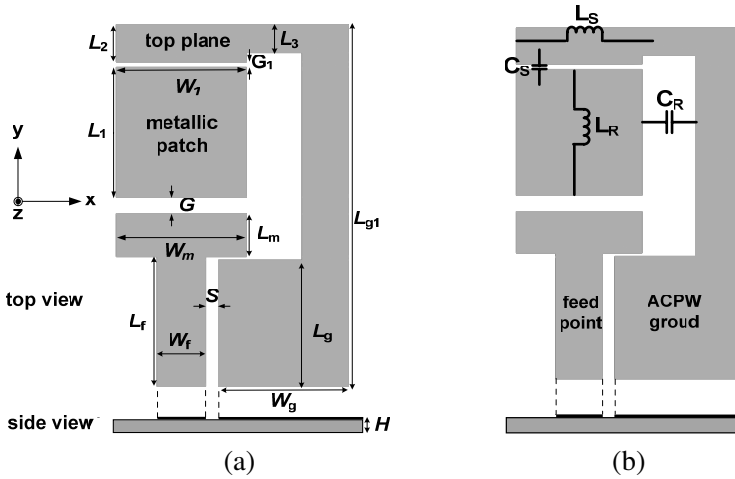 L2
top plane
L3
G1
W1
L1
metallic
patch
y
x
z
G
Lm
Wm
Lg1
top view
S
Lf
Wf
Lg
Wg
side view
H
(a)
LS
CS
CR
LR
feed
point
ACPW
groud
(b)